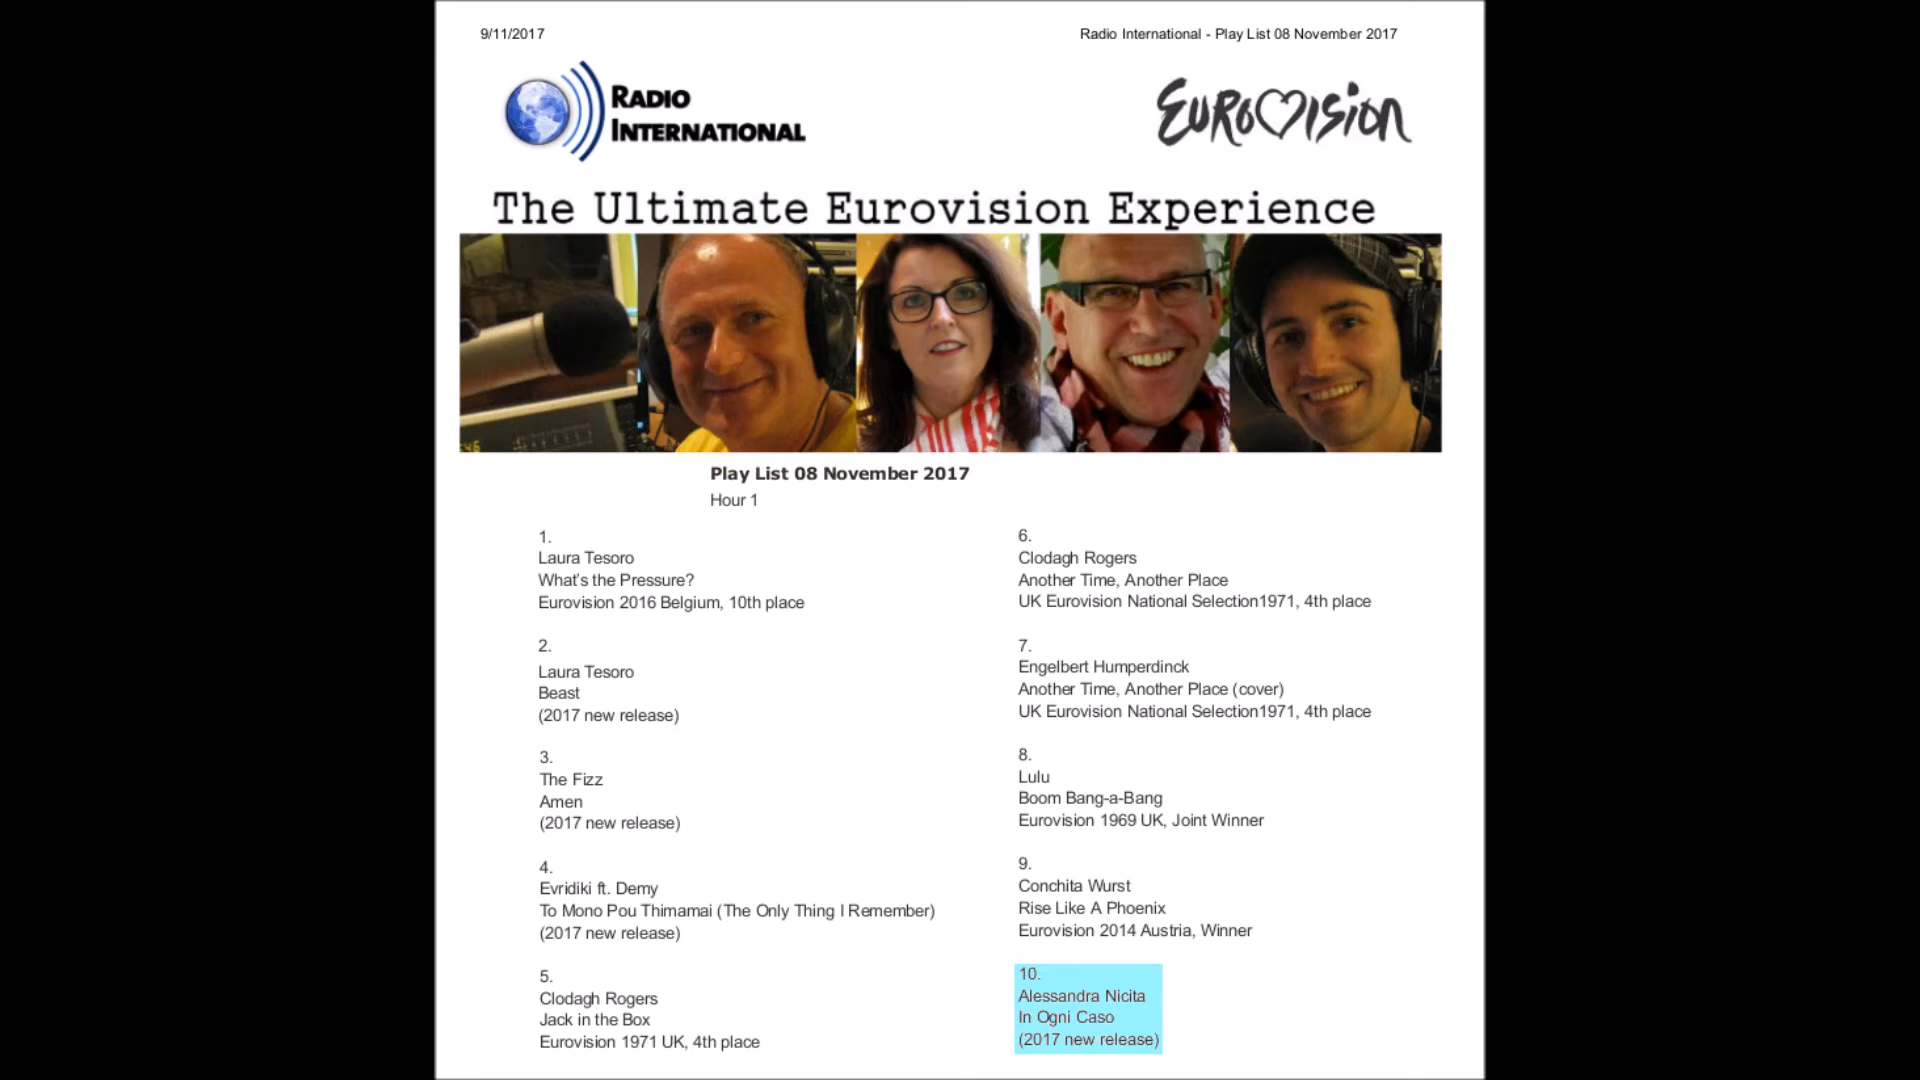 9/11/2017
Radio International - Play List 08 November 2017
RADIO
INTERNATIONAL
EUROVISION
The Ultimate Eurovision Experience
Play List 08 November 2017
Hour 1
1.
Laura Tesoro
What's the Pressure?
Eurovision 2016 Belgium, 10th place
2.
Laura Tesoro
Beast
(2017 new release)
3.
The Fizz
Amen
(2017 new release)
4.
Evridiki ft. Demy
To Mono Pou Thimamai (The Only Thing I Remember)
(2017 new release)
5.
Clodagh Rogers
Jack in the Box
Eurovision 1971 UK, 4th place
6.
Clodagh Rogers
Another Time, Another Place
UK Eurovision National Selection1971, 4th place
7.
Engelbert Humperdinck
Another Time, Another Place (cover)
UK Eurovision National Selection1971, 4th place
8.
Lulu
Boom Bang-a-Bang
Eurovision 1969 UK, Joint Winner
9.
Conchita Wurst
Rise Like A Phoenix
Eurovision 2014 Austria, Winner
10.
Alessandra Nicita
In Ogni Caso
(2017 new release)